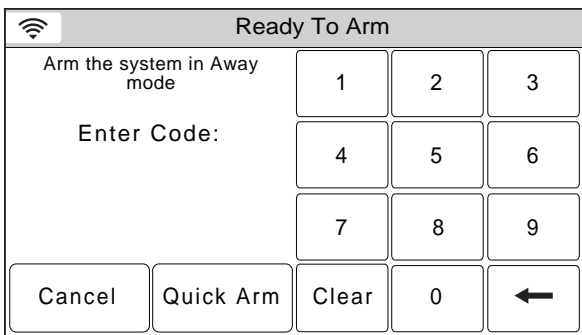 Ready To Arm
Arm the system in Away
mode
Enter Code:
1 2 3
4 5 6
7 8 9
Cancel Quick Arm Clear 0